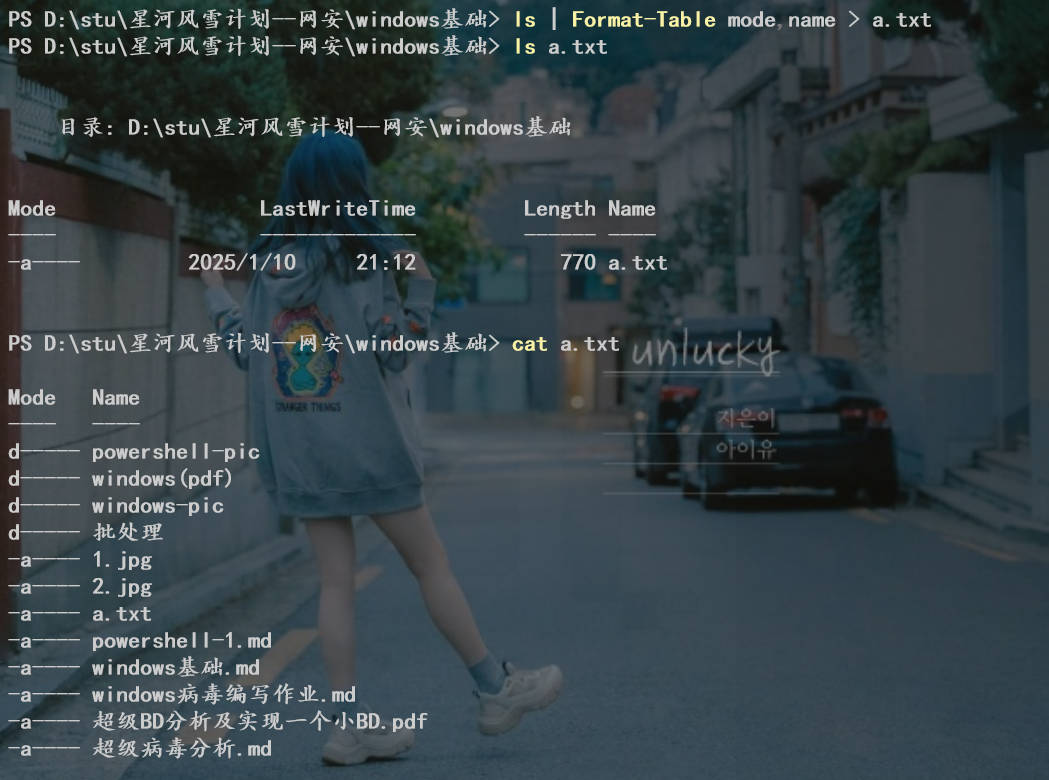 PS D:\stu\星河风雪计划--网安\windows基础> ls | Format-Table mode,name > a.txt
PS D:\stu\星河风雪计划--网安\windows基础> ls a.txt
目录: D:\stu\星河风雪计划--网安\windows基础
Mode LastWriteTime Length Name
---- ------------- ------ ----
-a---- 2025/1/10 21:12 770 a.txt
PS D:\stu\星河风雪计划--网安\windows基础> cat a.txt
unlucky
Mode Name
---- ----
지은이
아이유
STRANGER THINGS
d----- powershell-pic
d----- windows(pdf)
d----- windows-pic
d----- 批处理
-a---- 1.jpg
-a---- 2.jpg
-a---- a.txt
-a---- powershell-1.md
-a---- windows基础.md
-a---- windows病毒编写作业.md
-a---- 超级BD分析及实现一个小BD.pdf
-a---- 超级病毒分析.md